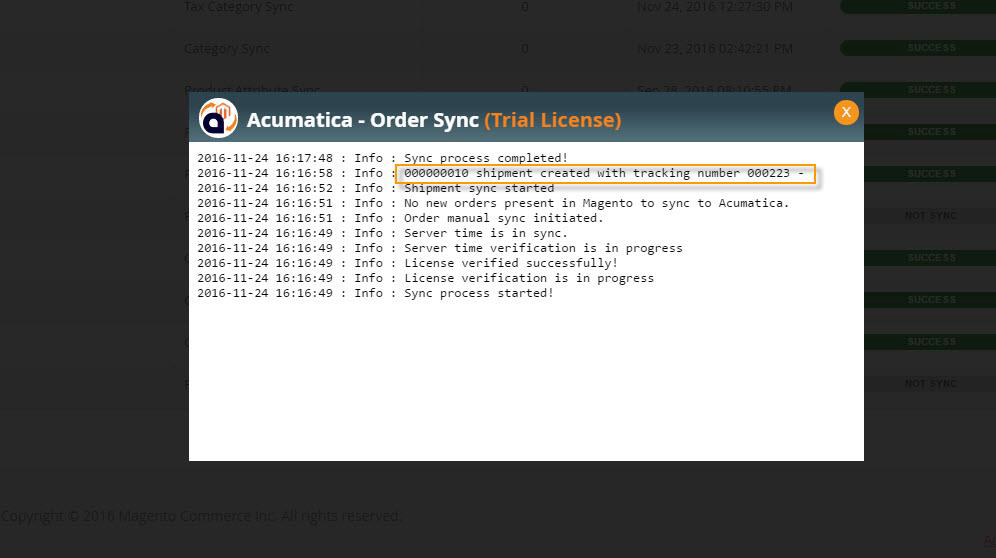 Tax Category Sync 0 Nov 24, 2016 12:27:30 PM SUCCESS
Category Sync 0 Nov 23, 2016 02:42:21 PM SUCCESS
Product Attribute Sync 0 Sep 28, 2016 08:10:55 PM SUCCESS
Acumatica - Order Sync (Trial License) X
2016-11-24 16:17:48 : Info : Sync process completed!
2016-11-24 16:16:58 : Info : 000000010 shipment created with tracking number 000223 -
2016-11-24 16:16:52 : Info : Shipment sync started
2016-11-24 16:16:51 : Info : No new orders present in Magento to sync to Acumatica.
2016-11-24 16:16:51 : Info : Order manual sync initiated.
2016-11-24 16:16:49 : Info : Server time is in sync.
2016-11-24 16:16:49 : Info : Server time verification is in progress
2016-11-24 16:16:49 : Info : License verified successfully!
2016-11-24 16:16:49 : Info : License verification is in progress
2016-11-24 16:16:49 : Info : Sync process started!
SUCCESS
SUCCESS
NOT SYNC
SUCCESS
SUCCESS
SUCCESS
NOT SYNC
Copyright © 2016 Magento Commerce Inc. All rights reserved.